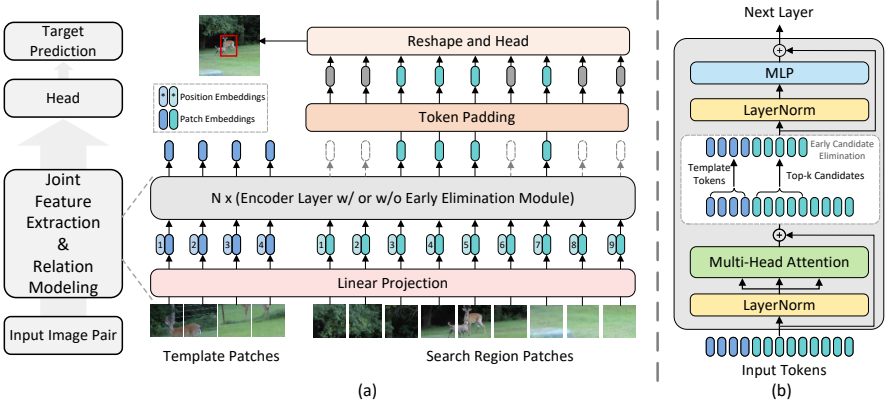 Target
Prediction
Head
Joint
Feature
Extraction
&
Relation
Modeling
Input Image Pair
Reshape and Head
* * Position Embeddings
Patch Embeddings
Token Padding
N x (Encoder Layer w/ or w/o Early Elimination Module)
1 2 3 4 1 2 3 4 5 6 7 8 9
Linear Projection
Template Patches
Search Region Patches
(a)
Next Layer
MLP
LayerNorm
Early Candidate
Elimination
Template
Tokens
Top-k Candidates
Multi-Head Attention
LayerNorm
Input Tokens
(b)